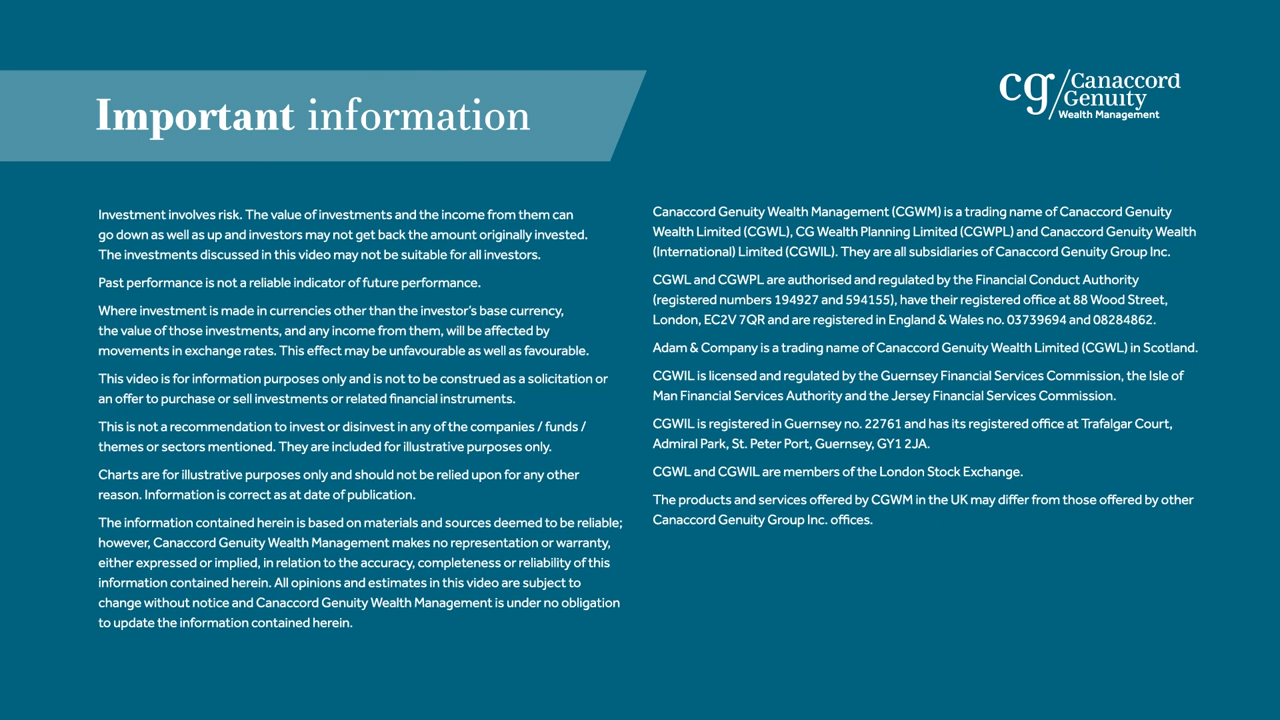 Important information
cg/Canaccord
Genuity
Wealth Management
Investment involves risk. The value of investments and the income from them can
go down as well as up and investors may not get back the amount originally invested.
The investments discussed in this video may not be suitable for all investors.
Past performance is not a reliable indicator of future performance.
Where investment is made in currencies other than the investor's base currency,
the value of those investments, and any income from them, will be affected by
movements in exchange rates. This effect may be unfavourable as well as favourable.
This video is for information purposes only and is not to be construed as a solicitation or
an offer to purchase or sell investments or related financial instruments.
This is not a recommendation to invest or disinvest in any of the companies / funds /
themes or sectors mentioned. They are included for illustrative purposes only.
Charts are for illustrative purposes only and should not be relied upon for any other
reason. Information is correct as at date of publication.
The information contained herein is based on materials and sources deemed to be reliable;
however, Canaccord Genuity Wealth Management makes no representation or warranty,
either expressed or implied, in relation to the accuracy, completeness or reliability of this
information contained herein. All opinions and estimates in this video are subject to
change without notice and Canaccord Genuity Wealth Management is under no obligation
to update the information contained herein.
Canaccord Genuity Wealth Management (CGWM) is a trading name of Canaccord Genuity
Wealth Limited (CGWL), CG Wealth Planning Limited (CGWPL) and Canaccord Genuity Wealth
(International) Limited (CGWIL). They are all subsidiaries of Canaccord Genuity Group Inc.
CGWL and CGWPL are authorised and regulated by the Financial Conduct Authority
(registered numbers 194927 and 594155), have their registered office at 88 Wood Street,
London, EC2V 7QR and are registered in England & Wales no. 03739694 and 08284862.
Adam & Company is a trading name of Canaccord Genuity Wealth Limited (CGWL) in Scotland.
CGWIL is licensed and regulated by the Guernsey Financial Services Commission, the Isle of
Man Financial Services Authority and the Jersey Financial Services Commission.
CGWIL is registered in Guernsey no. 22761 and has its registered office at Trafalgar Court,
Admiral Park, St. Peter Port, Guernsey, GY1 2JA.
CGWL and CGWIL are members of the London Stock Exchange.
The products and services offered by CGWM in the UK may differ from those offered by other
Canaccord Genuity Group Inc. offices.